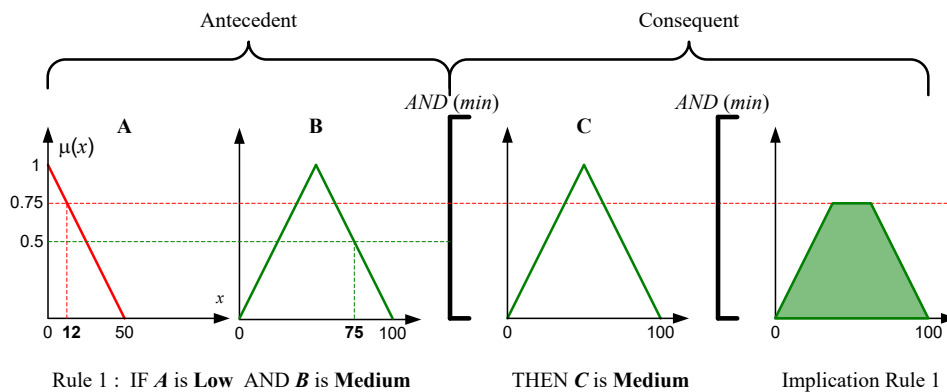 Antecedent
Consequent
AND (min)
AND (min)
A
B
C
μ(x)
1
0.75
0.5
x
0
12
50
0
75
100
0
100
0
100
Rule 1 : IF A is Low AND B is Medium
THEN C is Medium
Implication Rule 1